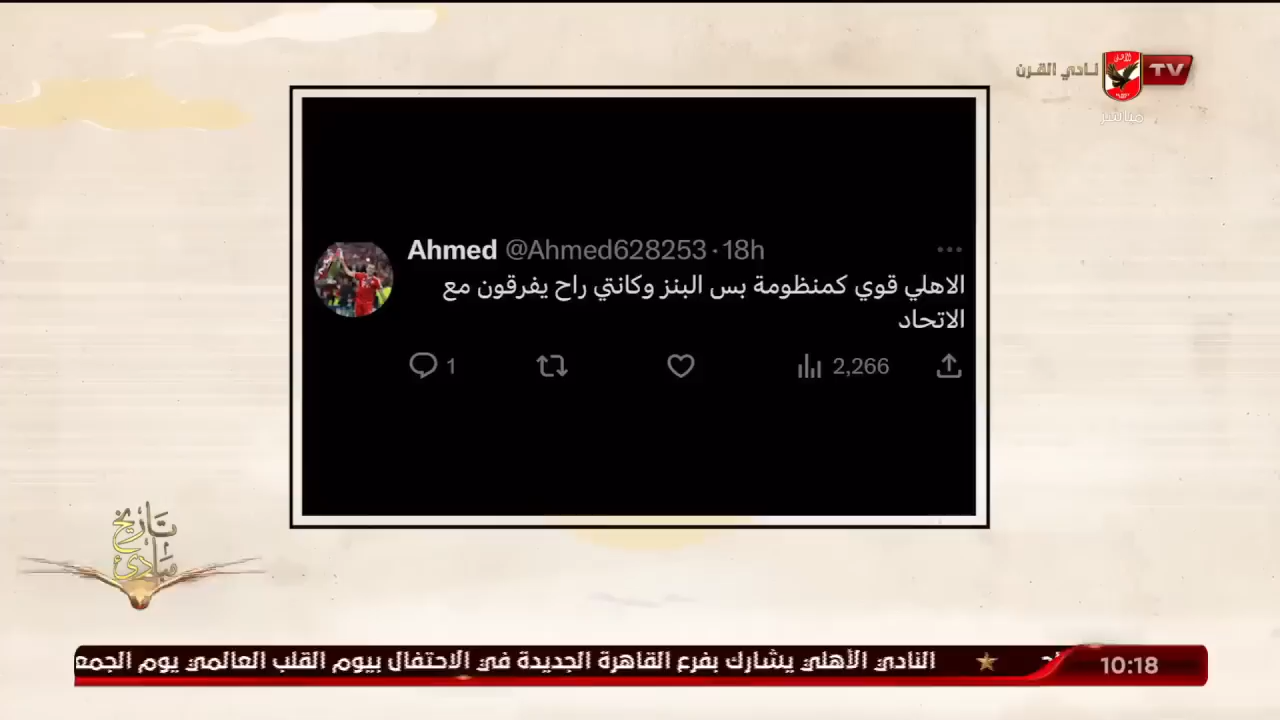 نادي القرن
TV
مباشر
Ahmed @Ahmed628253 · 18h
الاهلي قوي كمنظومة بس البنز وكانتي راح يفرقون مع
الاتحاد
1
2,266
تاريخ
مبادئ
النادي الأهلي يشارك بفرع القاهرة الجديدة في الاحتفال بيوم القلب العالمي يوم الجمع
10:18